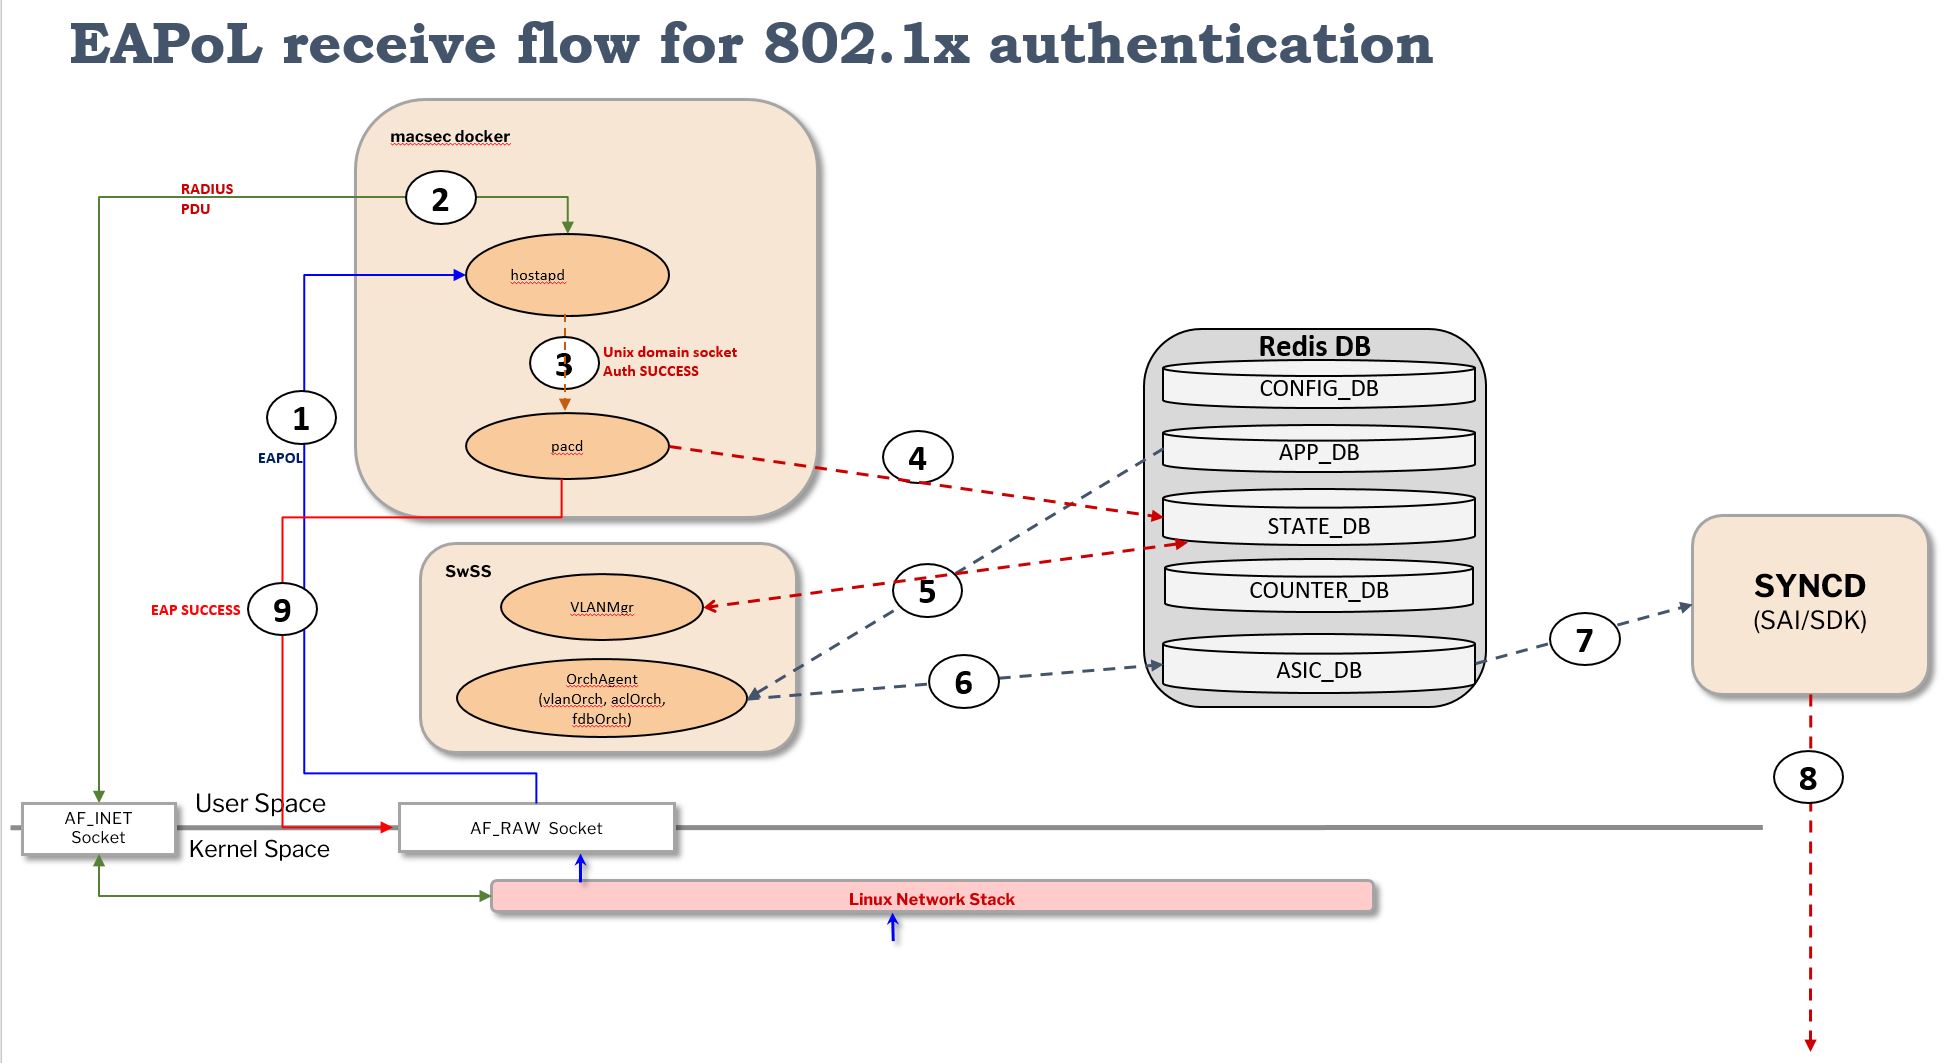 EAPoL receive flow for 802.1x authentication
macsec docker
RADIUS
PDU
2
hostapd
3
Unix domain socket
Auth SUCCESS
1
EAPOL
pacd
4
Redis DB
CONFIG_DB
APP_DB
STATE_DB
COUNTER_DB
ASIC_DB
SwSS
VLANMgr
5
OrchAgent
(vlanOrch, aclOrch,
fdbOrch)
6
7
SYNCD
(SAI/SDK)
8
EAP SUCCESS
9
User Space
AF_INET
Socket
AF_RAW Socket
Kernel Space
Linux Network Stack